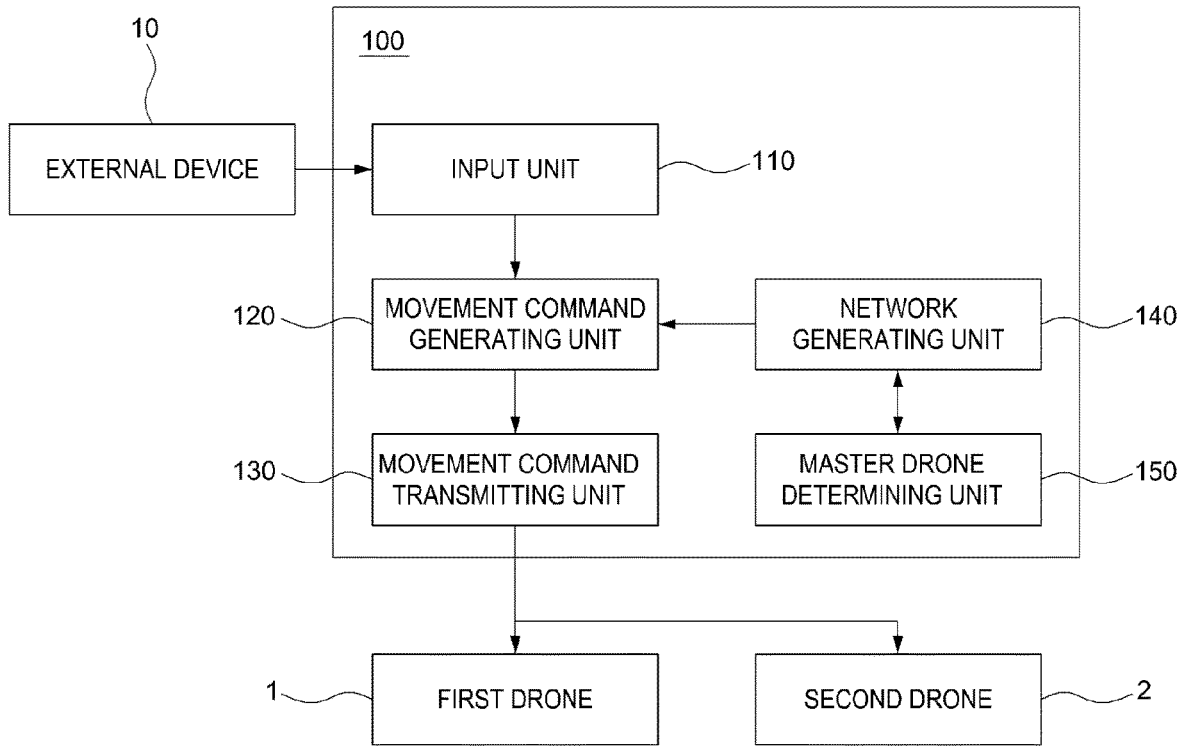 10
100
EXTERNAL DEVICE
INPUT UNIT
110
120
MOVEMENT COMMAND
GENERATING UNIT
NETWORK
GENERATING UNIT
140
130
MOVEMENT COMMAND
TRANSMITTING UNIT
MASTER DRONE
DETERMINING UNIT
150
1
FIRST DRONE
SECOND DRONE
2